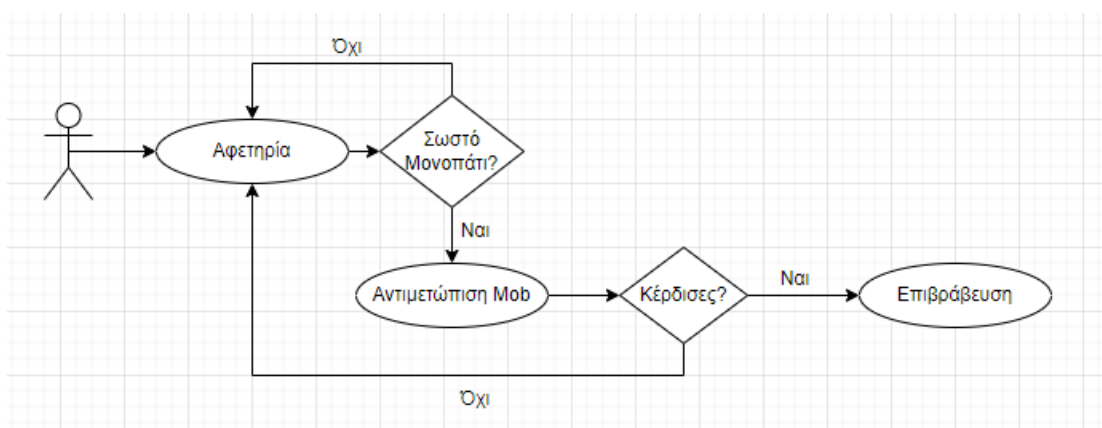 Όχι
Αφετηρία
Σωστό
Μονοπάτι?
Ναι
Αντιμετώπιση Mob
Κέρδισες?
Ναι
Επιβράβευση
Όχι